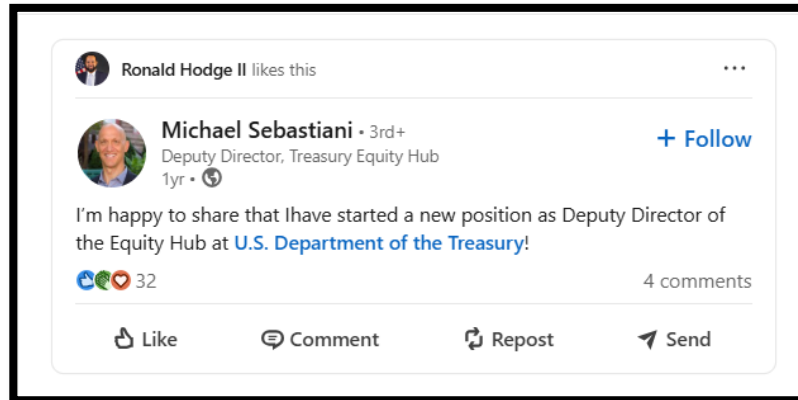 Ronald Hodge II likes this
Michael Sebastiani • 3rd+
+ Follow
Deputy Director, Treasury Equity Hub
1yr •
I'm happy to share that Ihave started a new position as Deputy Director of
the Equity Hub at U.S. Department of the Treasury!
32
4 comments
Like
Comment
Repost
Send